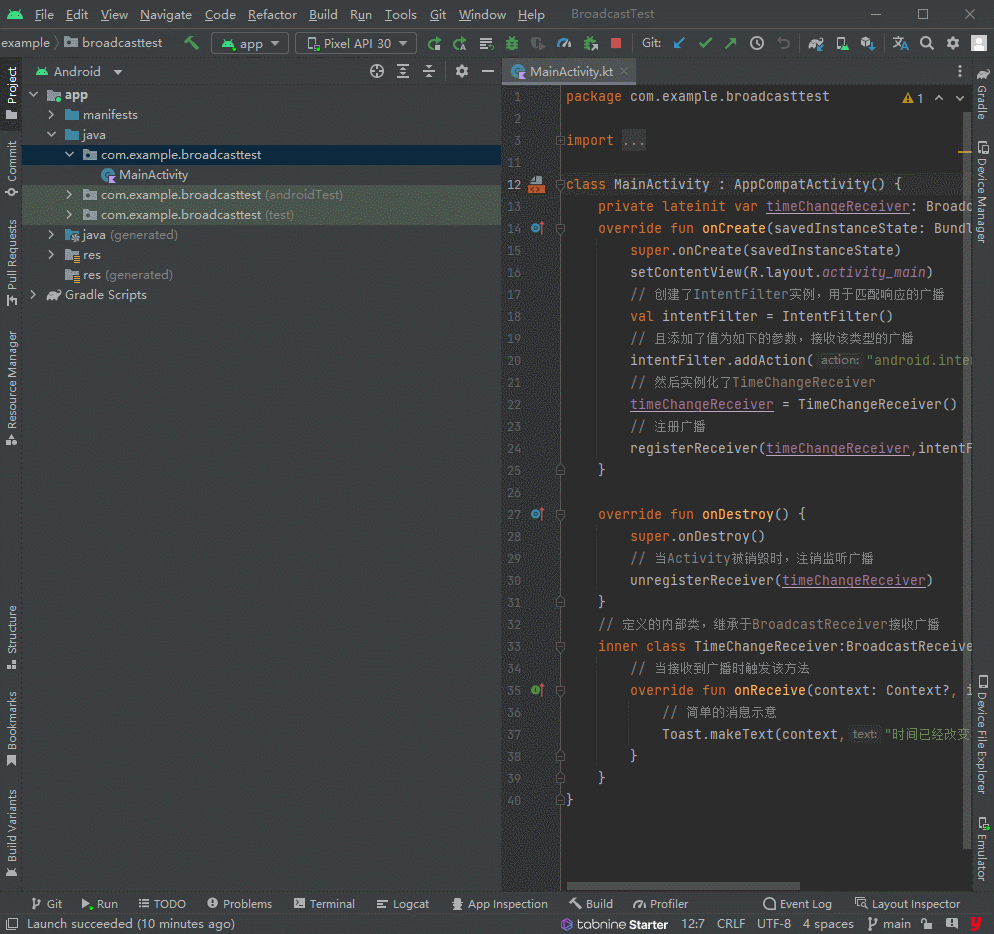 File Edit View Navigate Code Refactor Build Run Tools Git Window Help BroadcastTest
example broadcasttest app Pixel API 30 Git:
Android
MainActivity.kt
Project
Commit
Pull Requests
Resource Manager
Structure
Bookmarks
Build Variants
app
manifests
java
com.example.broadcasttest
MainActivity
com.example.broadcasttest (androidTest)
com.example.broadcasttest (test)
java (generated)
res
res (generated)
Gradle Scripts
1 package com.example.broadcasttest 1
2
3 import ...
11
12 class MainActivity : AppCompatActivity() {
13 private lateinit var timeChangeReceiver: Broadc
14 override fun onCreate(savedInstanceState: Bundl
15 super.onCreate(savedInstanceState)
16 setContentView(R.layout.activity_main)
17 // 创建了IntentFilter实例，用于匹配响应的广播
18 val intentFilter = IntentFilter()
19 // 且添加了值为如下的参数，接收该类型的广播
20 intentFilter.addAction( action: "android.inte
21 // 然后实例化了TimeChangeReceiver
22 timeChangeReceiver = TimeChangeReceiver()
23 // 注册广播
24 registerReceiver(timeChangeReceiver,intentF
25 }
26
27 override fun onDestroy() {
28 super.onDestroy()
29 // 当Activity被销毁时，注销监听广播
30 unregisterReceiver(timeChangeReceiver)
31 }
32 // 定义的内部类，继承于BroadcastReceiver接收广播
33 inner class TimeChangeReceiver:BroadcastReceive
34 // 当接收到广播时触发该方法
35 override fun onReceive(context: Context?, i
36 // 简单的消息示意
37 Toast.makeText(context, text: "时间已经改变
38 }
39 }
40 }
Gradle
Device Manager
Device File Explorer
Emulator
Git Run TODO Problems Terminal Logcat App Inspection Build Profiler Event Log Layout Inspector
Launch succeeded (10 minutes ago) tabnine Starter 12:7 CRLF UTF-8 4 spaces main